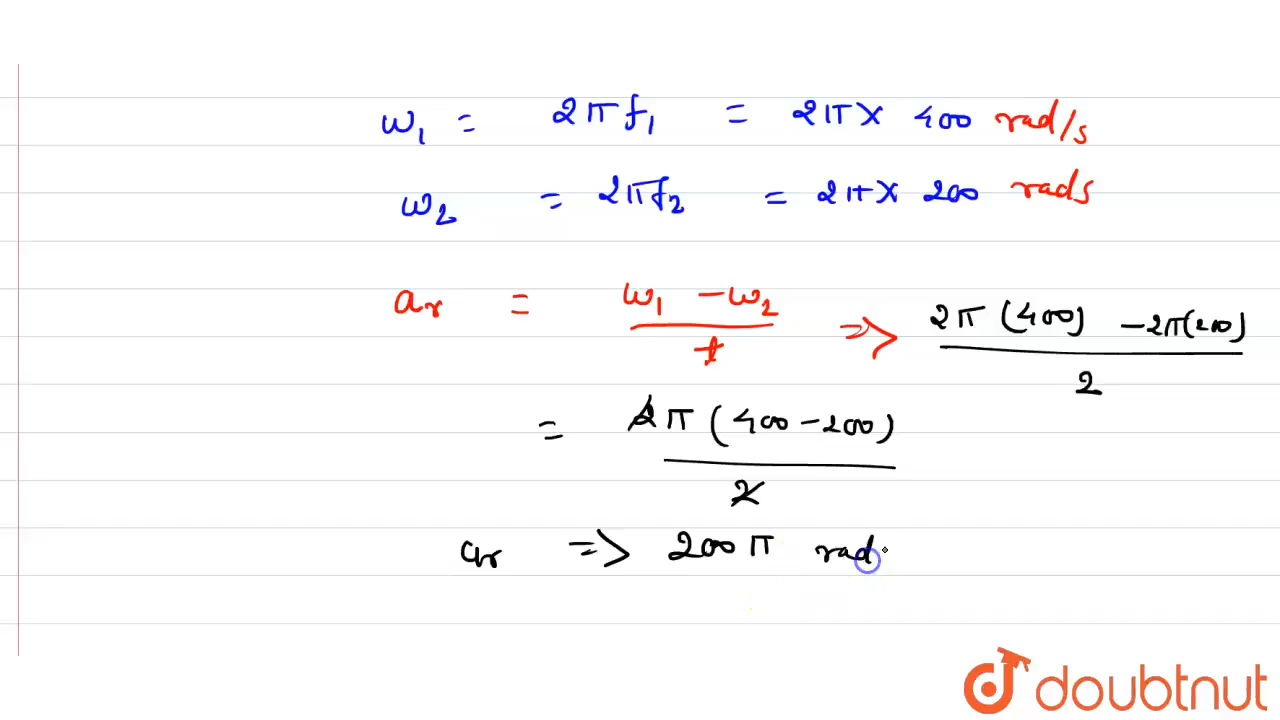 ω₁ = 2πf₁ = 2π× 400 rad/s
ω₂ = 2πf₂ = 2π× 200 rads
aᵣ = (ω₁ - ω₂)/t => (2π(400) - 2π(200))/2
= 2π(400-200)/2
aᵣ => 200π rad
doubtnut